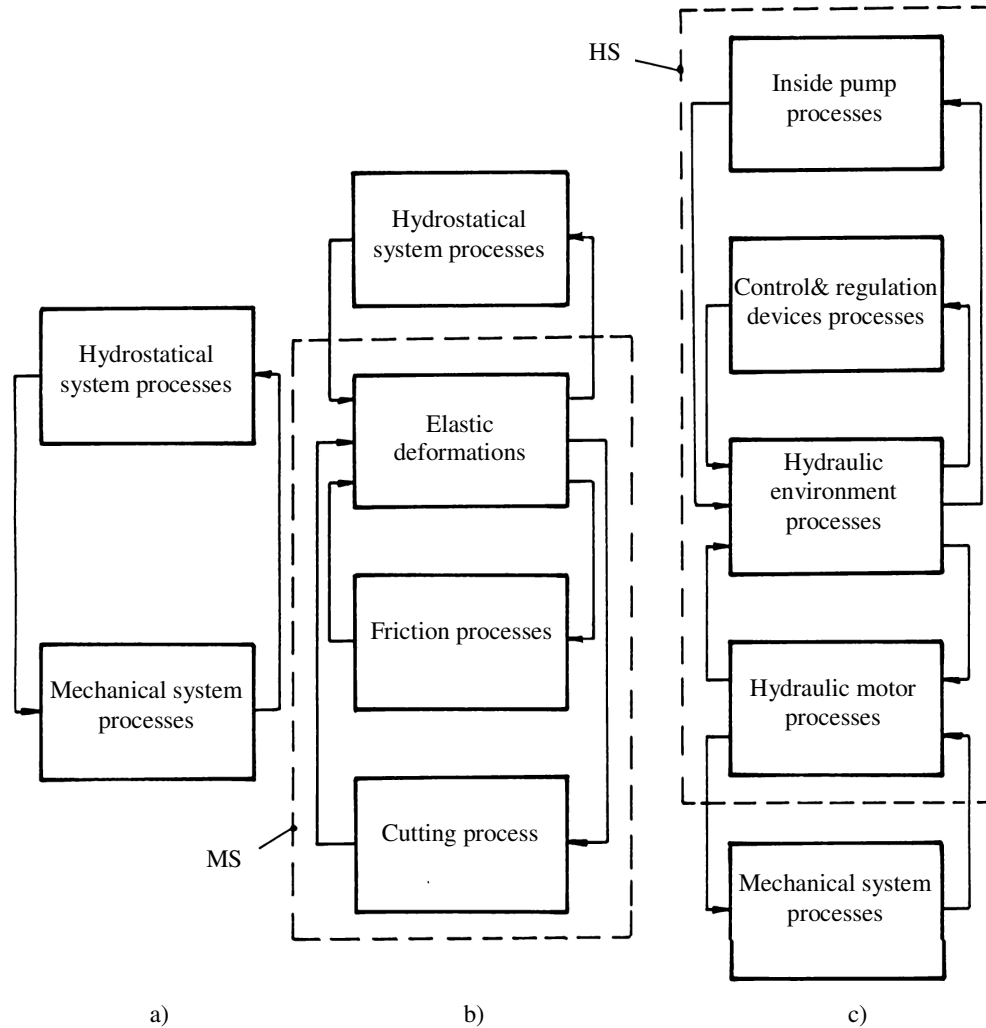 Hydrostatical
system processes
Mechanical system
processes
a)
Hydrostatical
system processes
Elastic
deformations
Friction processes
Cutting process
MS
b)
HS
Inside pump
processes
Control& regulation
devices processes
Hydraulic
environment
processes
Hydraulic motor
processes
Mechanical system
processes
c)